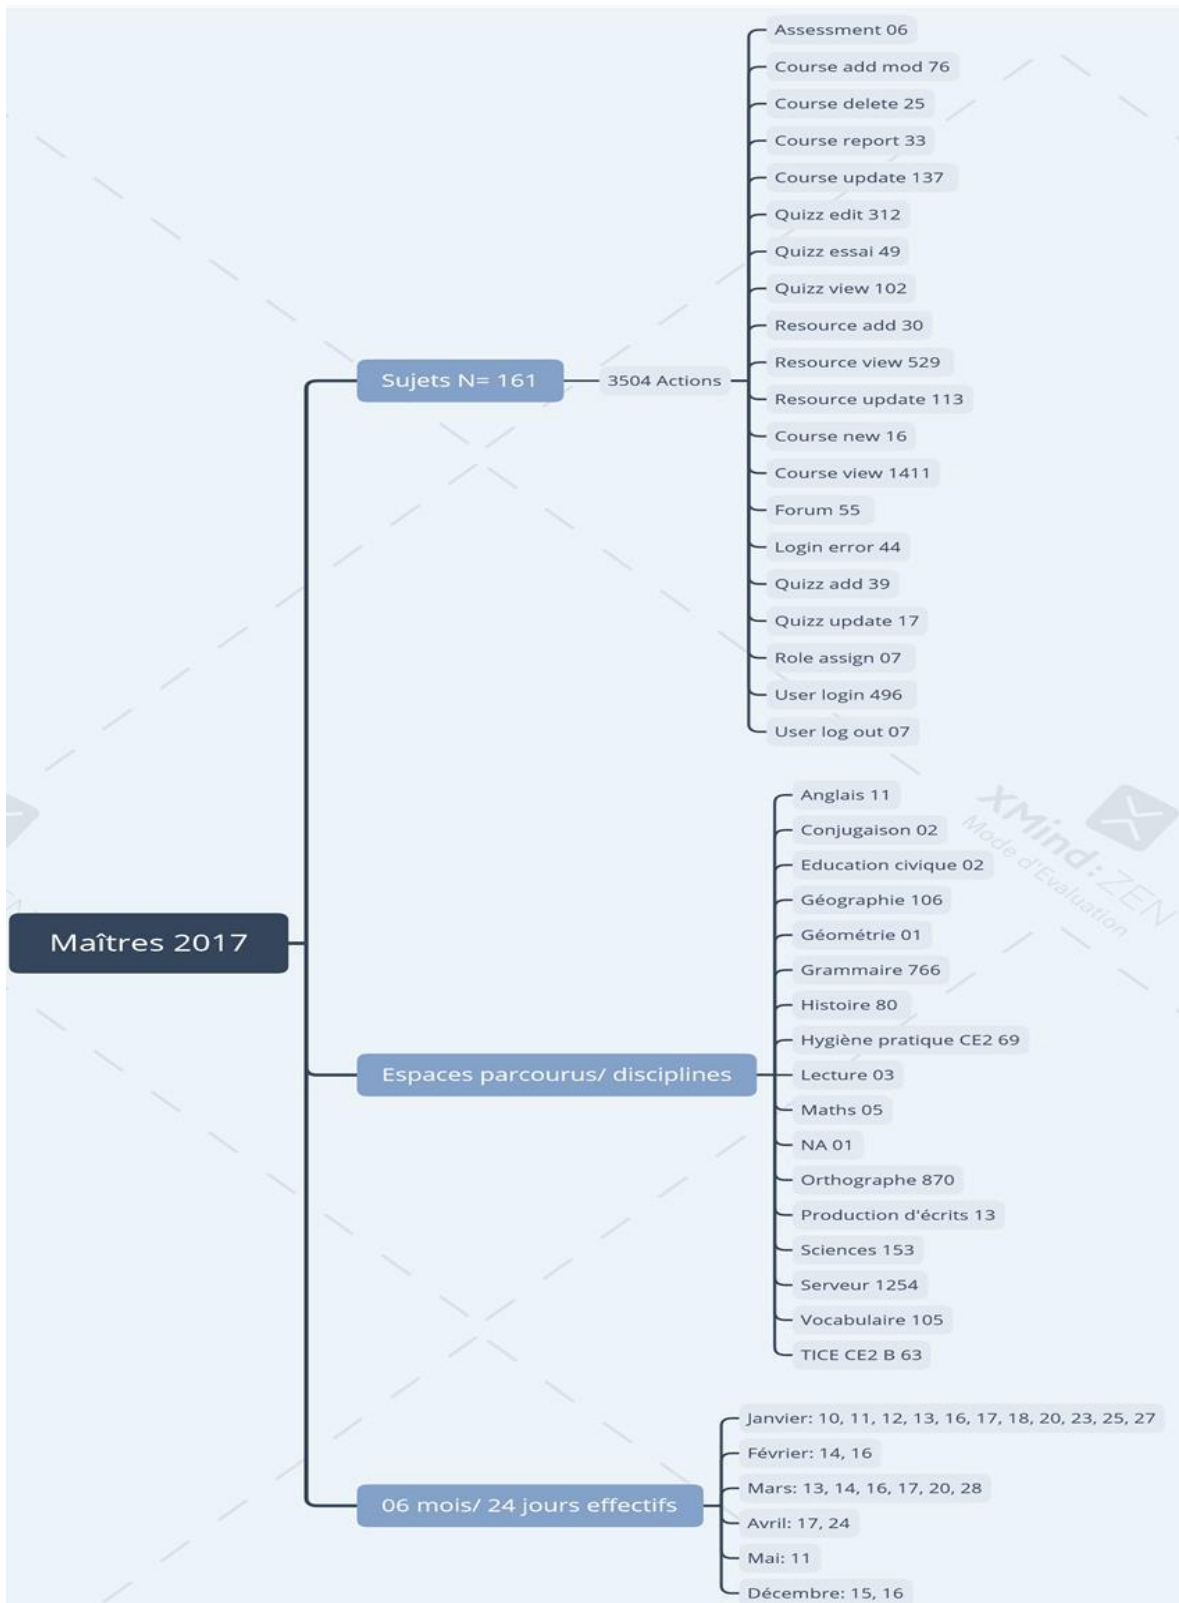 Maîtres 2017
Sujets N= 161
3504 Actions
Assessment 06
Course add mod 76
Course delete 25
Course report 33
Course update 137
Quizz edit 312
Quizz essai 49
Quizz view 102
Resource add 30
Resource view 529
Resource update 113
Course new 16
Course view 1411
Forum 55
Login error 44
Quizz add 39
Quizz update 17
Role assign 07
User login 496
User log out 07
Espaces parcourus/ disciplines
Anglais 11
Conjugaison 02
Education civique 02
Géographie 106
Géométrie 01
Grammaire 766
Histoire 80
Hygiène pratique CE2 69
Lecture 03
Maths 05
NA 01
Orthographe 870
Production d'écrits 13
Sciences 153
Serveur 1254
Vocabulaire 105
TICE CE2 B 63
06 mois/ 24 jours effectifs
Janvier: 10, 11, 12, 13, 16, 17, 18, 20, 23, 25, 27
Février: 14, 16
Mars: 13, 14, 16, 17, 20, 28
Avril: 17, 24
Mai: 11
Décembre: 15, 16
XMind: ZEN
Mode d'Evaluation